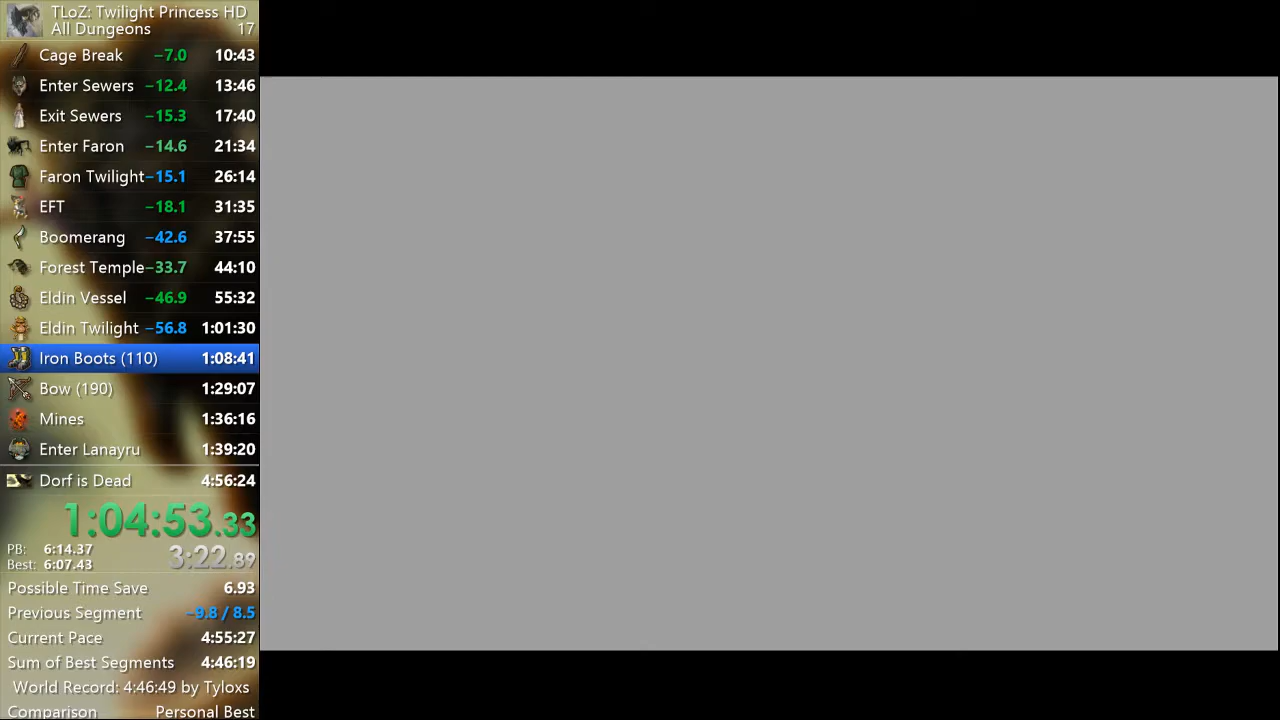 TLoZ: Twilight Princess HD
All Dungeons 17
Cage Break −7.0 10:43
Enter Sewers −12.4 13:46
Exit Sewers −15.3 17:40
Enter Faron −14.6 21:34
Faron Twilight −15.1 26:14
EFT −18.1 31:35
Boomerang −42.6 37:55
Forest Temple −33.7 44:10
Eldin Vessel −46.9 55:32
Eldin Twilight −56.8 1:01:30
Iron Boots (110) 1:08:41
Bow (190) 1:29:07
Mines 1:36:16
Enter Lanayru 1:39:20
Dorf is Dead 4:56:24
1:04:53.33
PB: 6:14.37
Best: 6:07.43
3:22.89
Possible Time Save 6.93
Previous Segment −9.8 / 8.5
Current Pace 4:55:27
Sum of Best Segments 4:46:19
World Record: 4:46:49 by Tyloxs
Comparison Personal Best